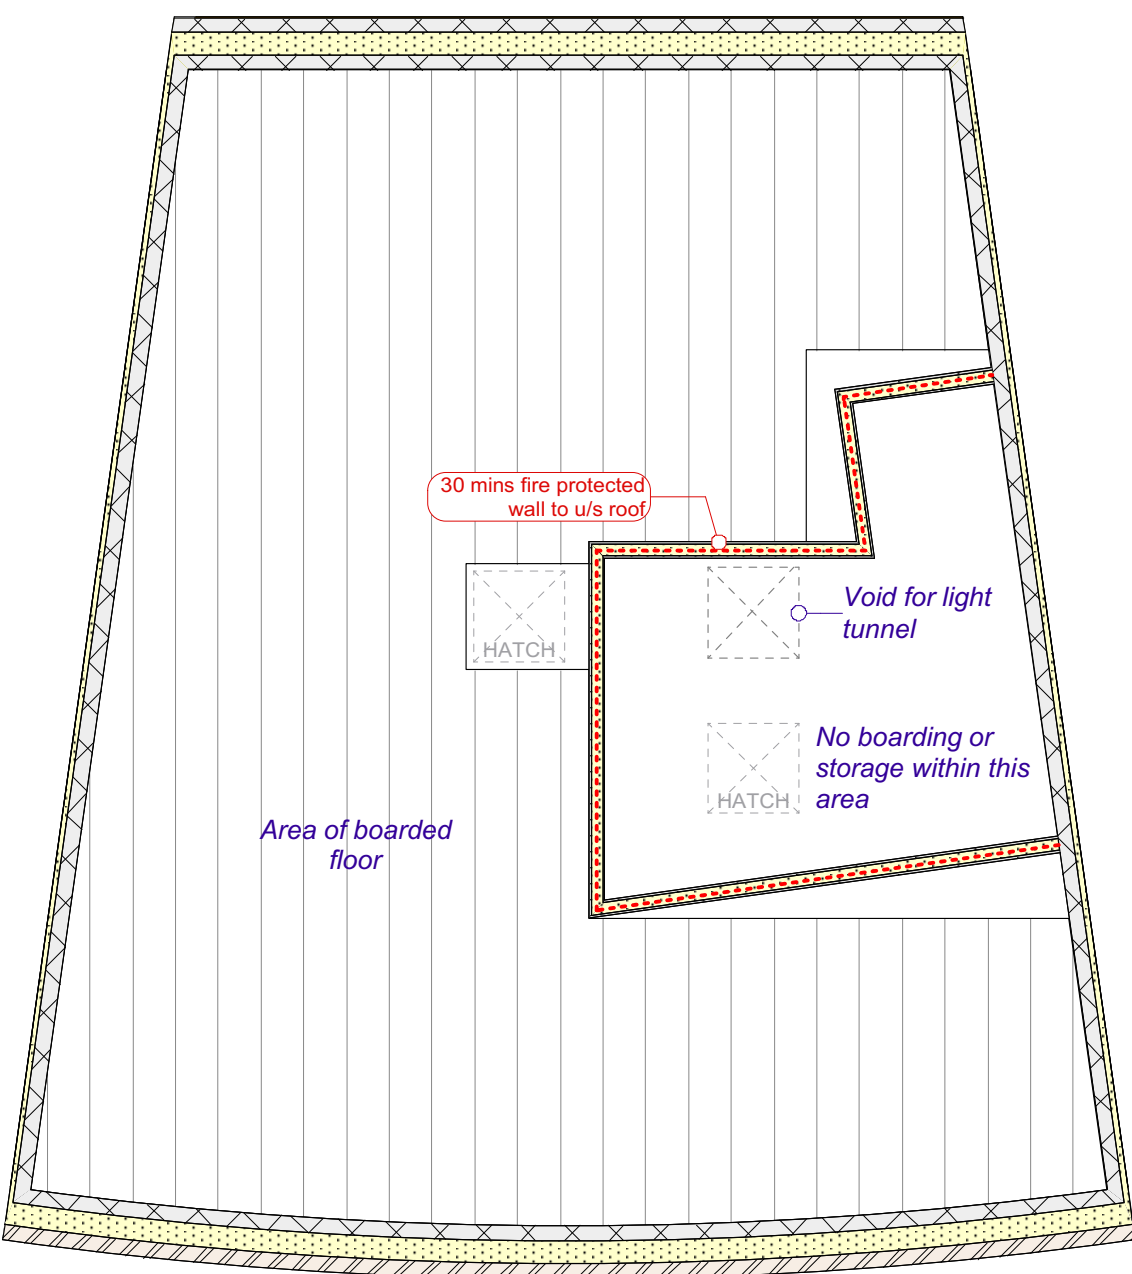 30 mins fire protected
wall to u/s roof
HATCH
Void for light
tunnel
No boarding or
storage within this
area
HATCH
Area of boarded
floor